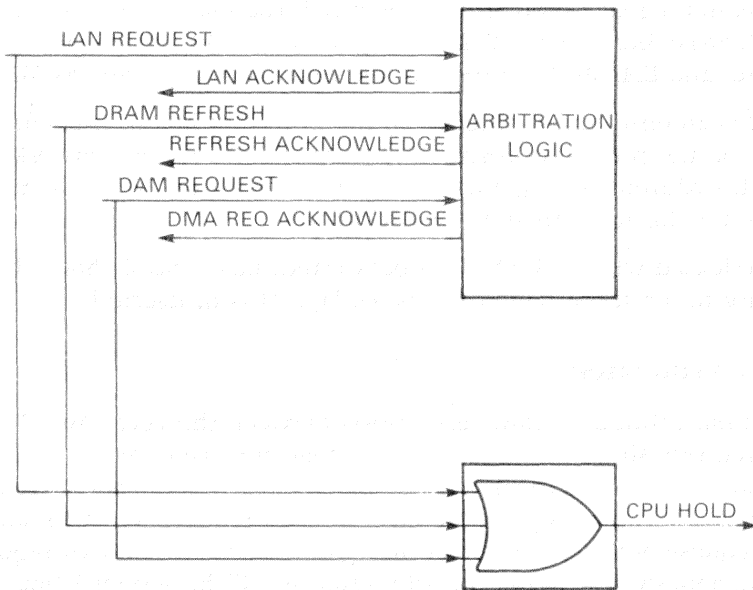 LAN REQUEST
LAN ACKNOWLEDGE
DRAM REFRESH
REFRESH ACKNOWLEDGE
DAM REQUEST
DMA REQ ACKNOWLEDGE
ARBITRATION
LOGIC
CPU HOLD